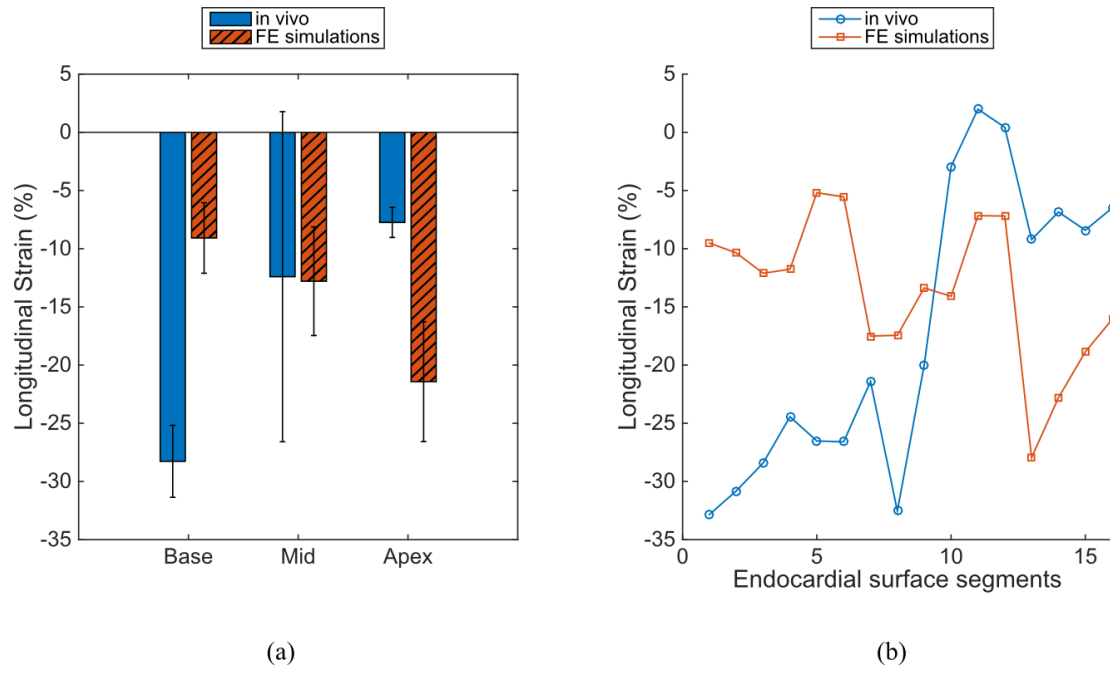 in vivo
FE simulations
5
0
-5
-10
-15
-20
-25
-30
-35
Longitudinal Strain (%)
Base Mid Apex
(a)
in vivo
FE simulations
5
0
-5
-10
-15
-20
-25
-30
-35
Longitudinal Strain (%)
0 5 10 15
Endocardial surface segments
(b)